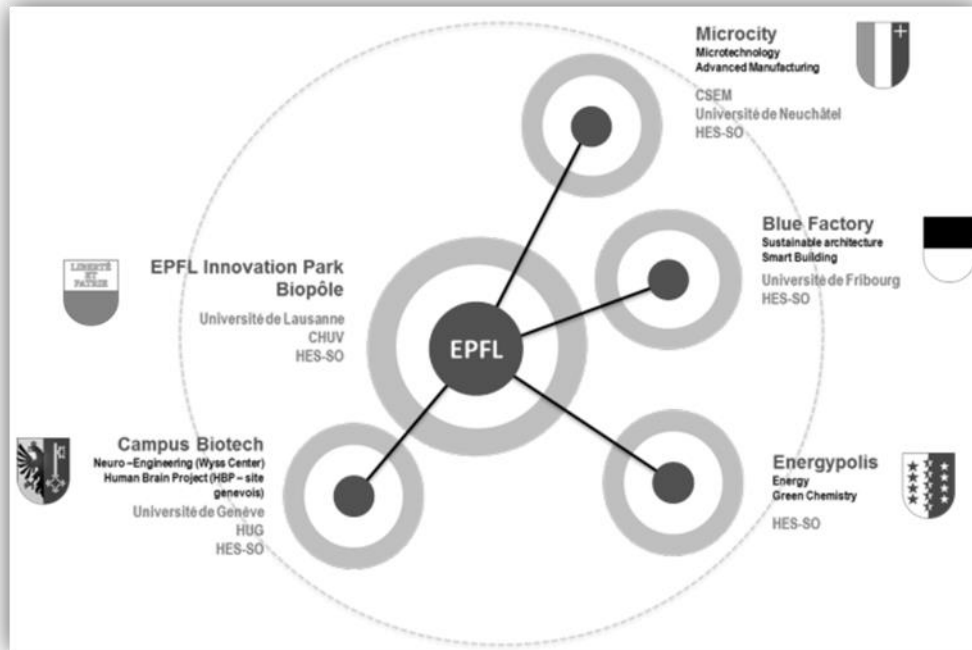 Microcity
Microtechnology
Advanced Manufacturing
CSEM
Université de Neuchâtel
HES-SO
Blue Factory
Sustainable architecture
Smart Building
Université de Fribourg
HES-SO
LIBERTÉ
ET
PATRIE
EPFL Innovation Park
Biopôle
Université de Lausanne
CHUV
HES-SO
EPFL
Campus Biotech
Neuro –Engineering (Wyss Center)
Human Brain Project (HBP – site
genevois)
Université de Genève
HUG
HES-SO
Energypolis
Energy
Green Chemistry
HES-SO